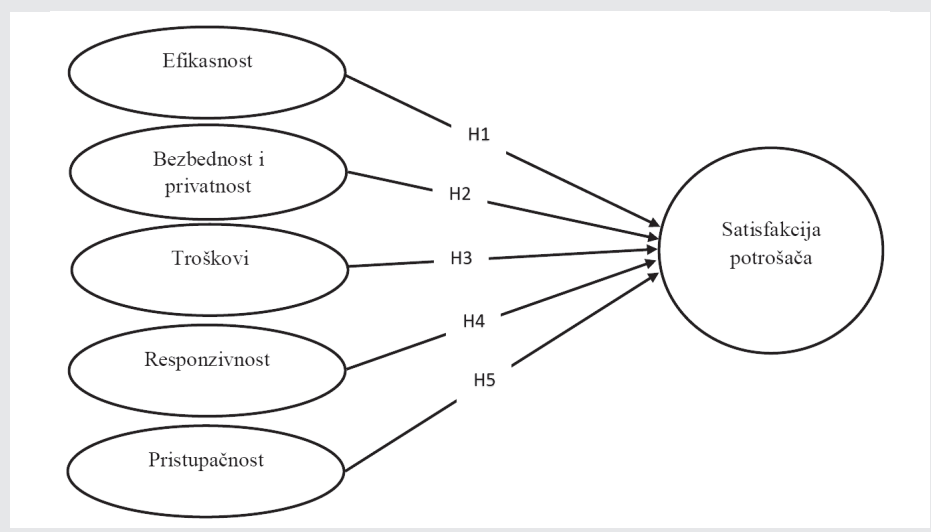 Efikasnost
H1
Bezbednost i
privatnost
H2
Troškovi
H3
Responzivnost
H4
Pristupačnost
H5
Satisfakcija
potrošača